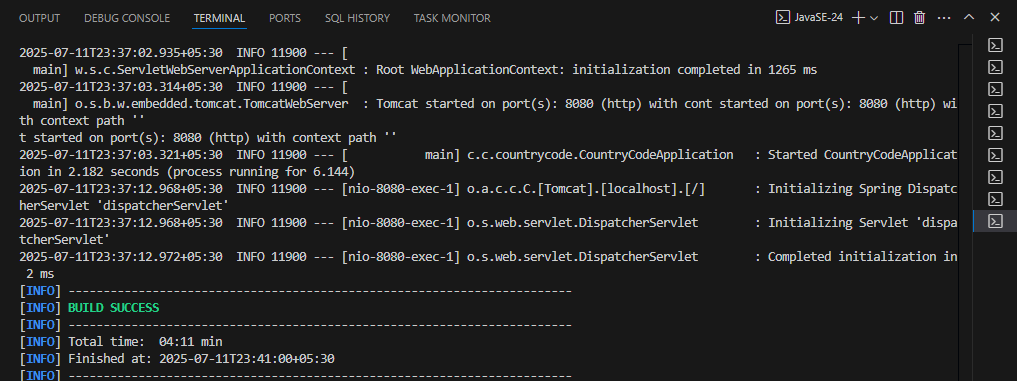 OUTPUT DEBUG CONSOLE TERMINAL PORTS SQL HISTORY TASK MONITOR JavaSE-24
2025-07-11T23:37:02.935+05:30  INFO 11900 --- [
  main] w.s.c.ServletWebServerApplicationContext : Root WebApplicationContext: initialization completed in 1265 ms
2025-07-11T23:37:03.314+05:30  INFO 11900 --- [
  main] o.s.b.w.embedded.tomcat.TomcatWebServer  : Tomcat started on port(s): 8080 (http) with cont started on port(s): 8080 (http) wi
th context path ''
t started on port(s): 8080 (http) with context path ''
2025-07-11T23:37:03.321+05:30  INFO 11900 --- [           main] c.c.countrycode.CountryCodeApplication   : Started CountryCodeApplicat
ion in 2.182 seconds (process running for 6.144)
2025-07-11T23:37:12.968+05:30  INFO 11900 --- [nio-8080-exec-1] o.a.c.c.C.[Tomcat].[localhost].[/]       : Initializing Spring Dispatc
herServlet 'dispatcherServlet'
2025-07-11T23:37:12.968+05:30  INFO 11900 --- [nio-8080-exec-1] o.s.web.servlet.DispatcherServlet        : Initializing Servlet 'dispa
tcherServlet'
2025-07-11T23:37:12.972+05:30  INFO 11900 --- [nio-8080-exec-1] o.s.web.servlet.DispatcherServlet        : Completed initialization in
 2 ms
[INFO] ------------------------------------------------------------------------
[INFO] BUILD SUCCESS
[INFO] ------------------------------------------------------------------------
[INFO] Total time:  04:11 min
[INFO] Finished at: 2025-07-11T23:41:00+05:30
[INFO] ------------------------------------------------------------------------